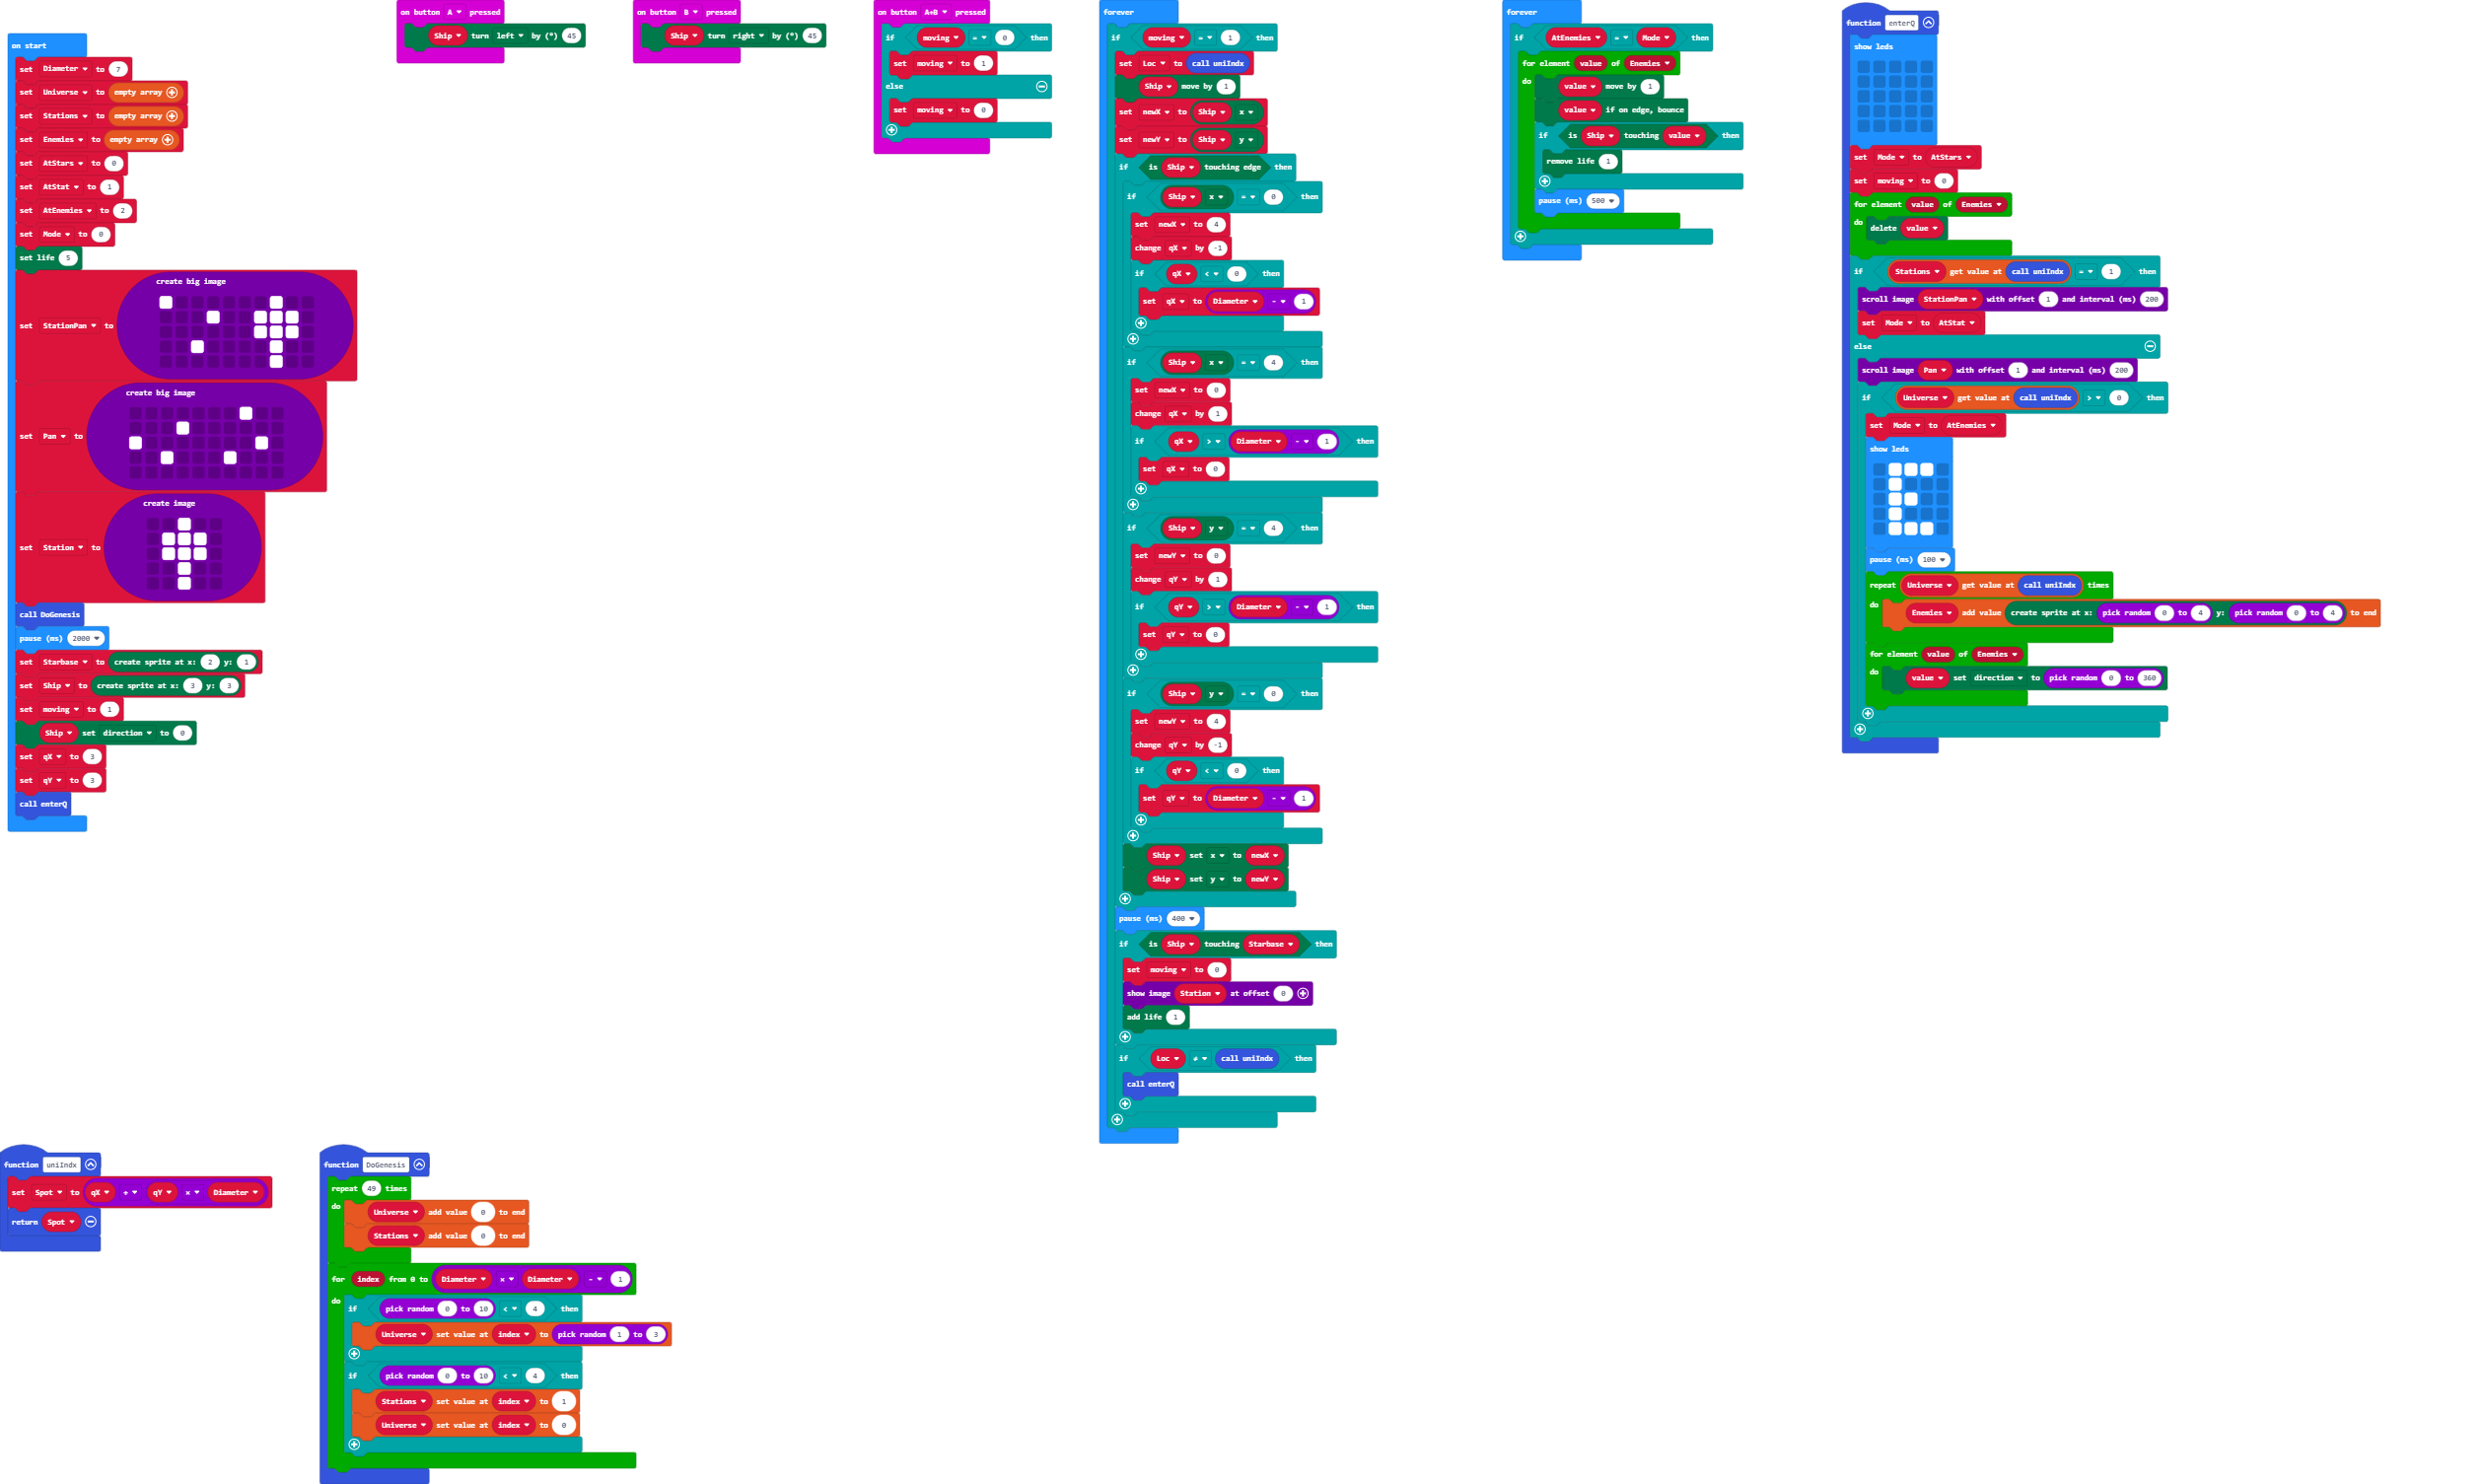 on start
set Diameter to 7
set Universe to empty array
set Stations to empty array
set Enemies to empty array
set AtStars to 0
set AtStat to 1
set AtEnemies to 2
set Mode to 0
set life 5
create big image
set StationPan to
create big image
set Pan to
create image
set Station to
call DoGenesis
pause (ms) 2000
set Starbase to create sprite at x: 2 y: 1
set Ship to create sprite at x: 3 y: 3
set moving to 1
Ship set direction to 0
set qX to 3
set qY to 3
call enterQ
on button A pressed
Ship turn left by (°) 45
on button B pressed
Ship turn right by (°) 45
on button A+B pressed
if moving = 0 then
set moving to 1
else
set moving to 0
forever
if moving = 1 then
set Loc to call uniIndx
Ship move by 1
set newX to Ship x
set newY to Ship y
if is Ship touching edge then
if Ship x = 0 then
set newX to 4
change qX by -1
if qX < 0 then
set qX to Diameter - 1
if Ship x = 4 then
set newX to 0
change qX by 1
if qX > Diameter - 1 then
set qX to 0
if Ship y = 4 then
set newY to 0
change qY by 1
if qY > Diameter - 1 then
set qY to 0
if Ship y = 0 then
set newY to 4
change qY by -1
if qY < 0 then
set qY to Diameter - 1
Ship set x to newX
Ship set y to newY
pause (ms) 400
if is Ship touching Starbase then
set moving to 0
show image Station at offset 0
add life 1
if Loc ≠ call uniIndx then
call enterQ
forever
if AtEnemies = Mode then
for element value of Enemies
do value move by 1
value if on edge, bounce
if is Ship touching value then
remove life 1
pause (ms) 500
function enterQ
show leds
set Mode to AtStars
set moving to 0
for element value of Enemies
do delete value
if Stations get value at call uniIndx = 1 then
scroll image StationPan with offset 1 and interval (ms) 200
set Mode to AtStat
else
scroll image Pan with offset 1 and interval (ms) 200
if Universe get value at call uniIndx > 0 then
set Mode to AtEnemies
show leds
pause (ms) 100
repeat Universe get value at call uniIndx times
do Enemies add value create sprite at x: pick random 0 to 4 y: pick random 0 to 4 to end
for element value of Enemies
do value set direction to pick random 0 to 360
function uniIndx
set Spot to qX + qY × Diameter
return Spot
function DoGenesis
repeat 49 times
do Universe add value 0 to end
Stations add value 0 to end
for index from 0 to Diameter × Diameter - 1
do if pick random 0 to 10 < 4 then
Universe set value at index to pick random 1 to 3
if pick random 0 to 10 < 4 then
Stations set value at index to 1
Universe set value at index to 0